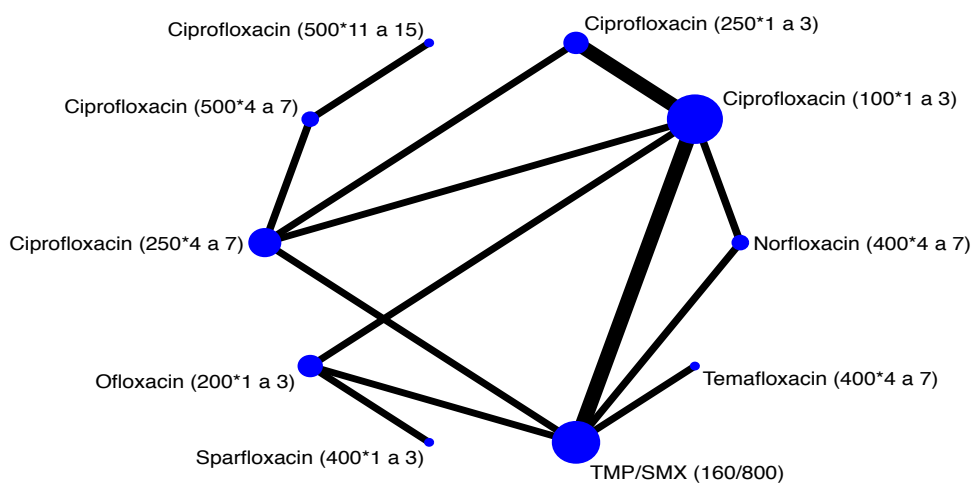 Ciprofloxacin (250*1 a 3)
Ciprofloxacin (500*11 a 15)
Ciprofloxacin (100*1 a 3)
Ciprofloxacin (500*4 a 7)
Ciprofloxacin (250*4 a 7)
Norfloxacin (400*4 a 7)
Ofloxacin (200*1 a 3)
Temafloxacin (400*4 a 7)
Sparfloxacin (400*1 a 3)
TMP/SMX (160/800)